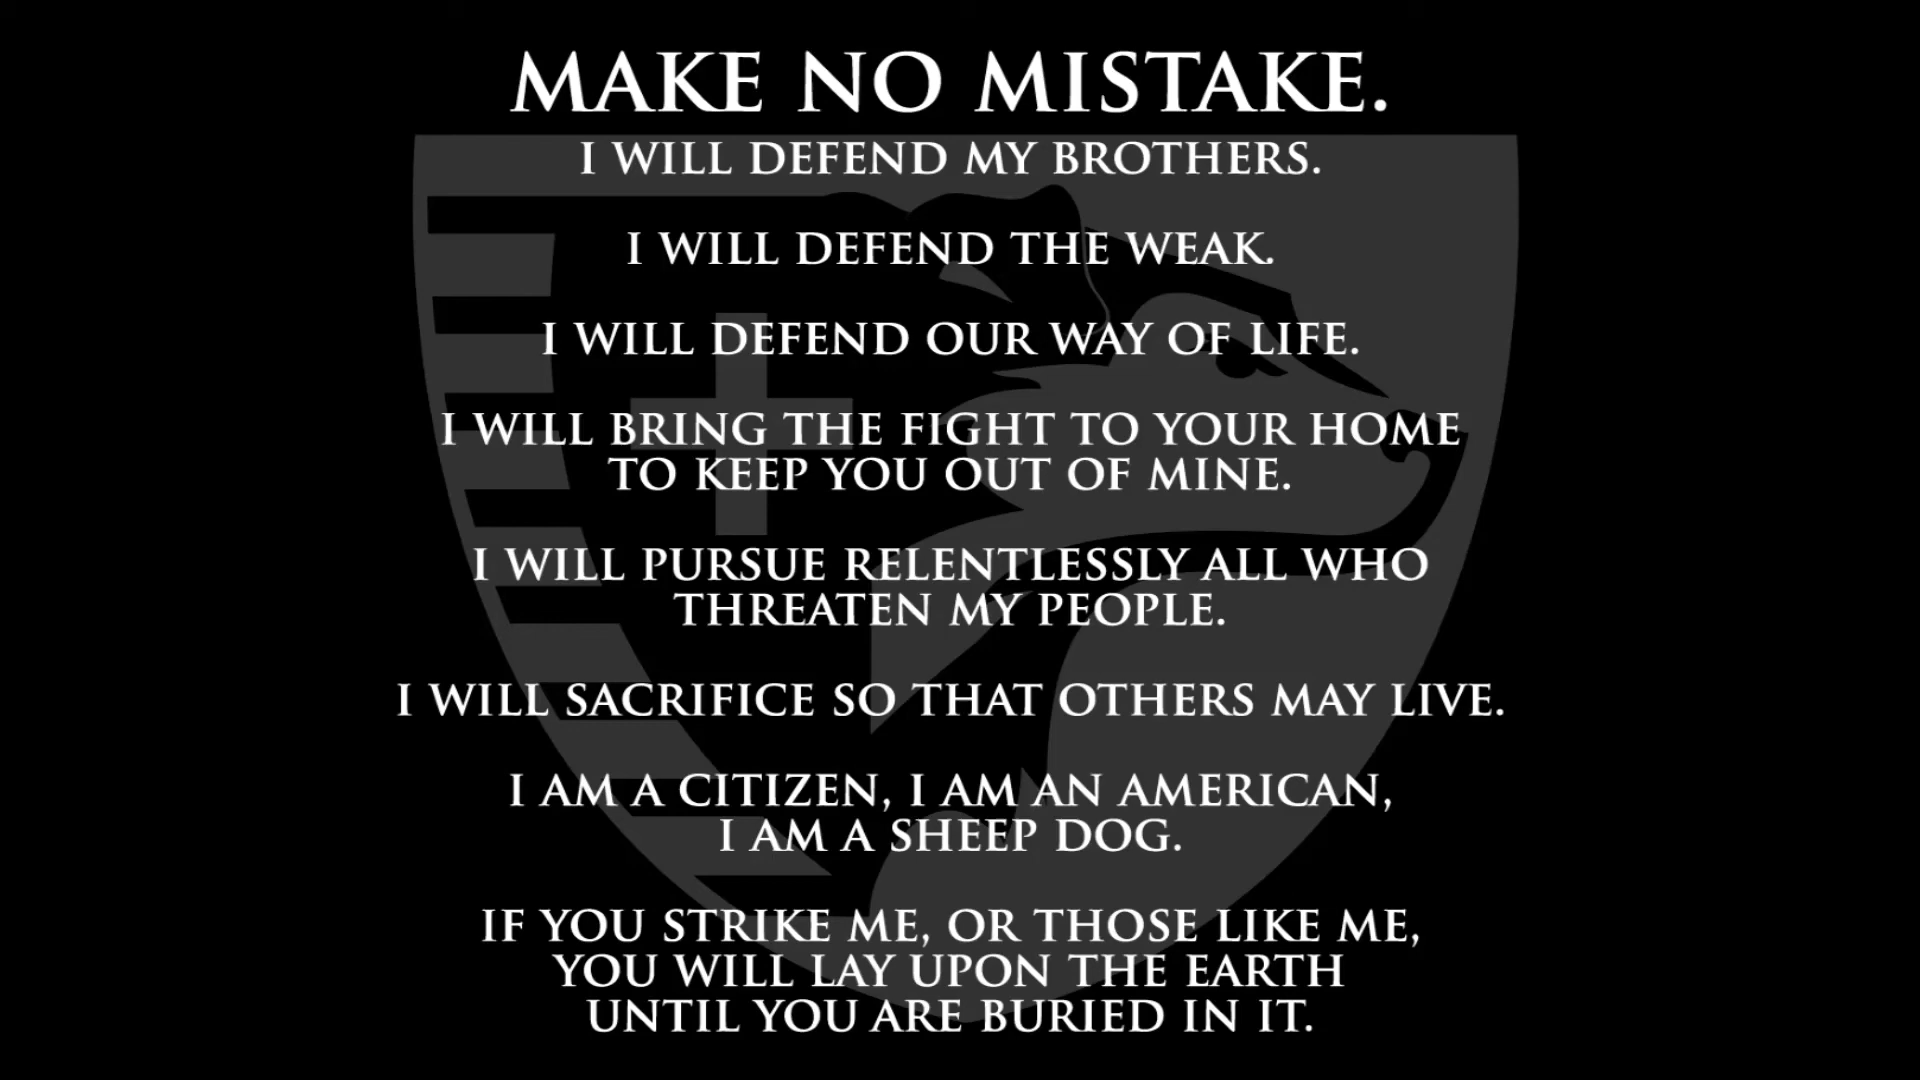 MAKE NO MISTAKE.
I WILL DEFEND MY BROTHERS.
I WILL DEFEND THE WEAK.
I WILL DEFEND OUR WAY OF LIFE.
I WILL BRING THE FIGHT TO YOUR HOME
TO KEEP YOU OUT OF MINE.
I WILL PURSUE RELENTLESSLY ALL WHO
THREATEN MY PEOPLE.
I WILL SACRIFICE SO THAT OTHERS MAY LIVE.
I AM A CITIZEN, I AM AN AMERICAN,
I AM A SHEEP DOG.
IF YOU STRIKE ME, OR THOSE LIKE ME,
YOU WILL LAY UPON THE EARTH
UNTIL YOU ARE BURIED IN IT.